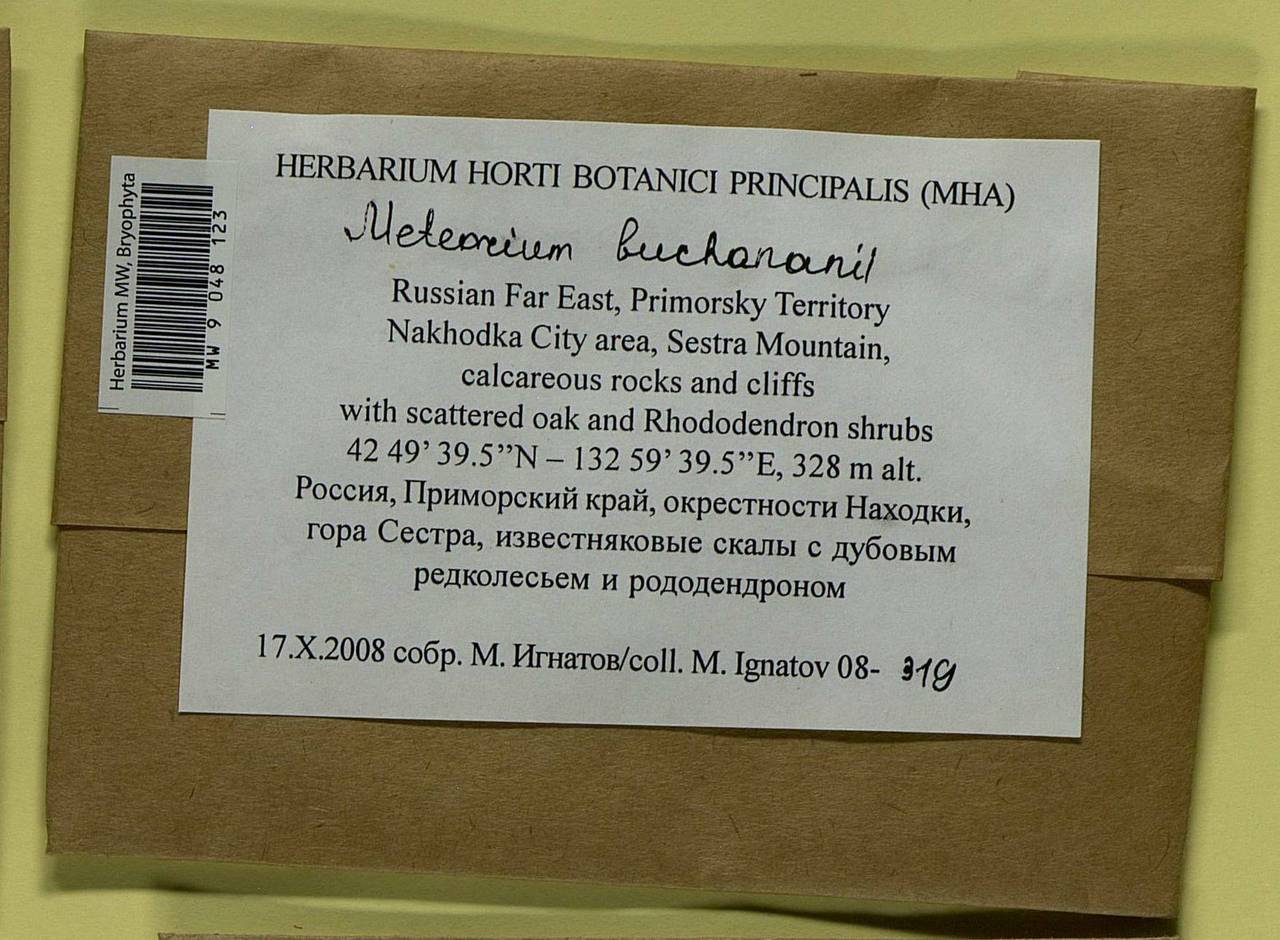 HERBARIUM HORTI BOTANICI PRINCIPALIS (MHA)
Meteorium buchananii
Russian Far East, Primorsky Territory
Nakhodka City area, Sestra Mountain,
calcareous rocks and cliffs
with scattered oak and Rhododendron shrubs
42 49’ 39.5’’N – 132 59’ 39.5’’E, 328 m alt.
Россия, Приморский край, окрестности Находки,
гора Сестра, известняковые скалы с дубовым
редколесьем и рододендроном
17.X.2008 собр. М. Игнатов/coll. M. Ignatov 08- 319
Herbarium MW, Bryophyta
MW 9 048 123